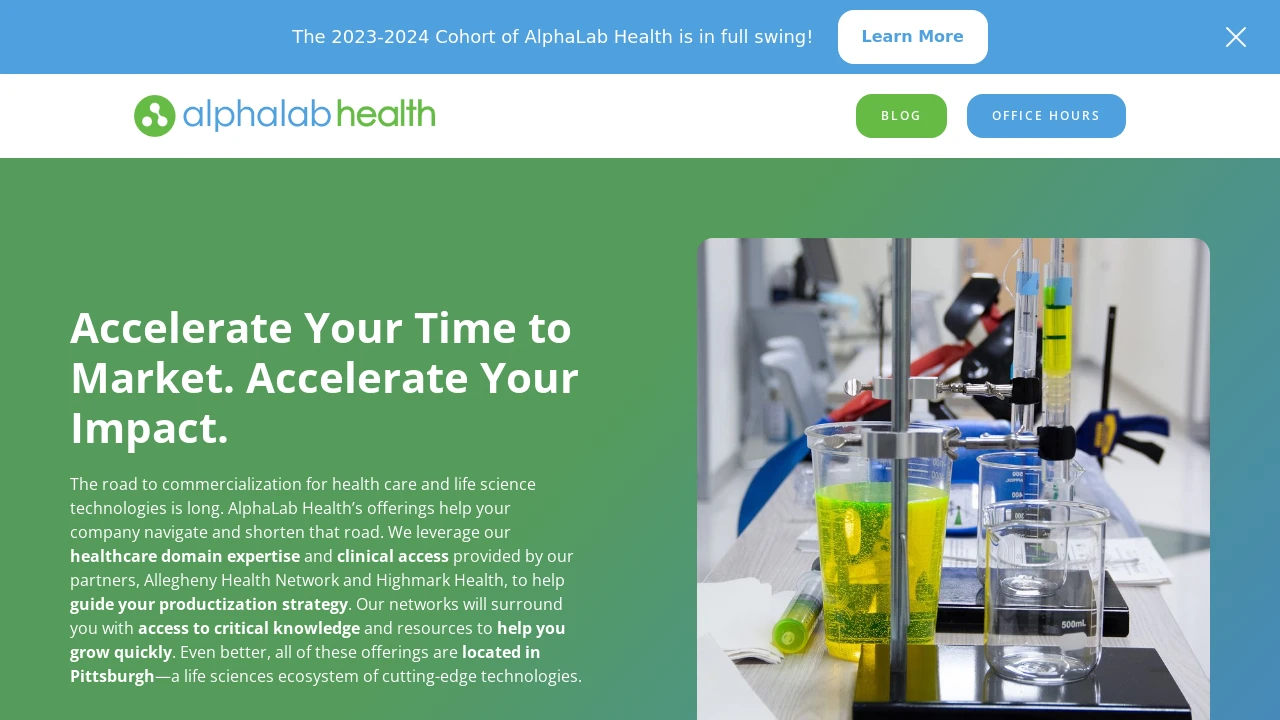 The 2023-2024 Cohort of AlphaLab Health is in full swing!
Learn More
alphalab health
BLOG
OFFICE HOURS
Accelerate Your Time to
Market. Accelerate Your
Impact.
The road to commercialization for health care and life science
technologies is long. AlphaLab Health’s offerings help your
company navigate and shorten that road. We leverage our
healthcare domain expertise and clinical access provided by our
partners, Allegheny Health Network and Highmark Health, to help
guide your productization strategy. Our networks will surround
you with access to critical knowledge and resources to help you
grow quickly. Even better, all of these offerings are located in
Pittsburgh—a life sciences ecosystem of cutting-edge technologies.
500mL